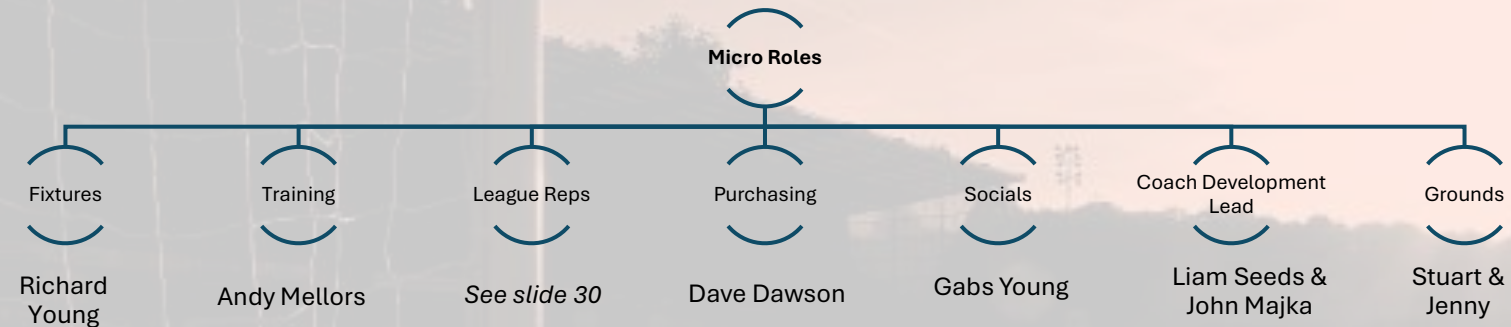 Micro Roles
Fixtures
Training
League Reps
Purchasing
Socials
Coach Development
Lead
Grounds
Richard
Young
Andy Mellors
See slide 30
Dave Dawson
Gabs Young
Liam Seeds &
John Majka
Stuart &
Jenny